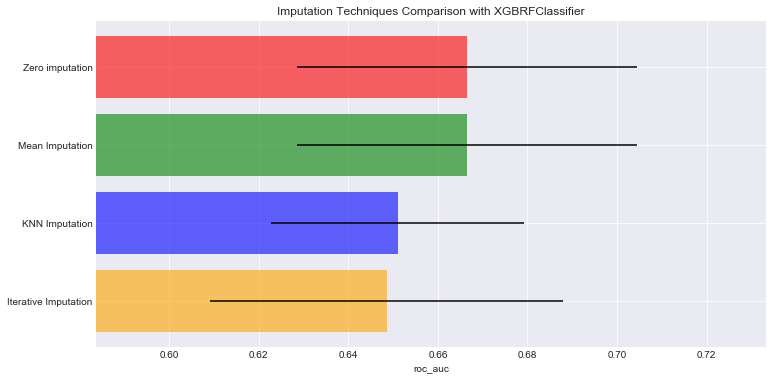 Imputation Techniques Comparison with XGBRFClassifier
Zero imputation
Mean Imputation
KNN Imputation
Iterative Imputation
0.60 0.62 0.64 0.66 0.68 0.70 0.72
roc_auc